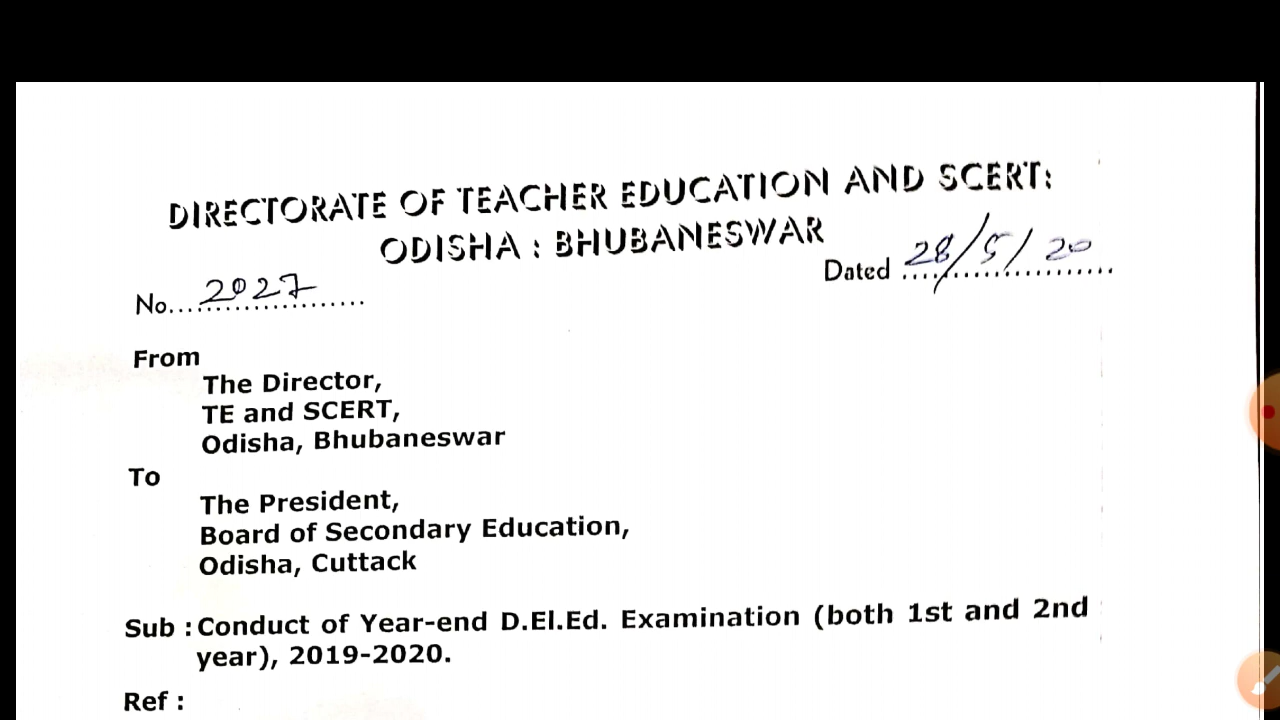 DIRECTORATE OF TEACHER EDUCATION AND SCERT:
ODISHA : BHUBANESWAR
No....2027....
Dated ....28/5/20....
From
The Director,
TE and SCERT,
Odisha, Bhubaneswar
To
The President,
Board of Secondary Education,
Odisha, Cuttack
Sub : Conduct of Year-end D.El.Ed. Examination (both 1st and 2nd
year), 2019-2020.
Ref :